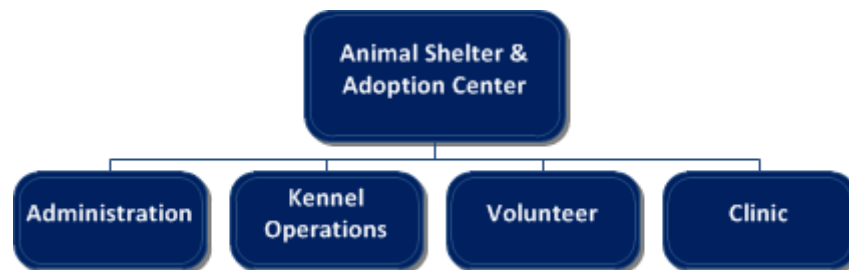 Animal Shelter &
Adoption Center
Administration
Kennel
Operations
Volunteer
Clinic